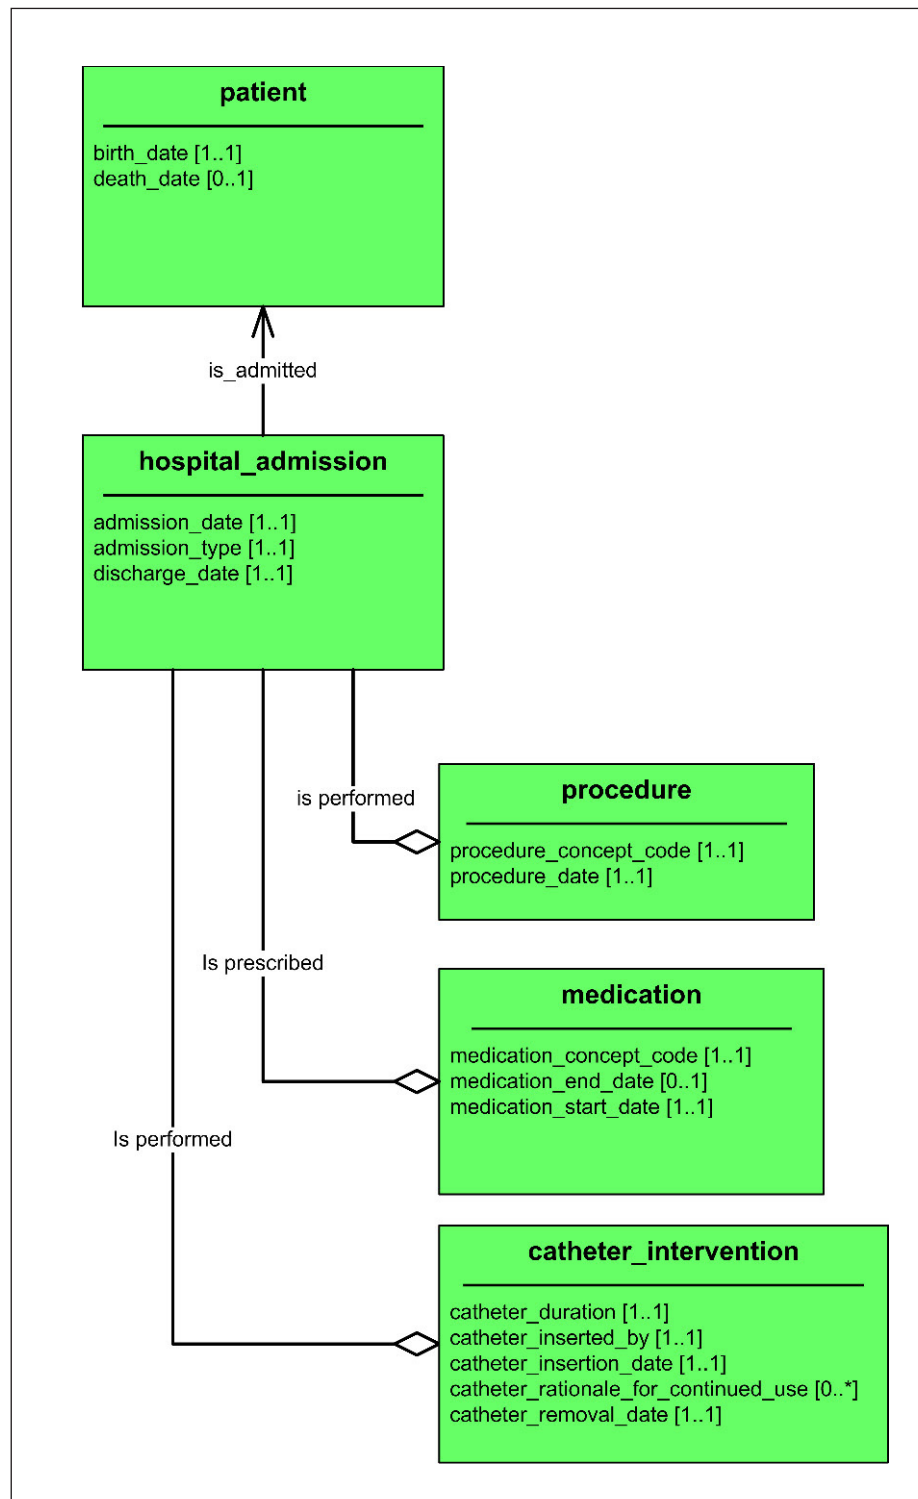 patient
birth_date [1..1]
death_date [0..1]
is_admitted
hospital_admission
admission_date [1..1]
admission_type [1..1]
discharge_date [1..1]
is performed
procedure
procedure_concept_code [1..1]
procedure_date [1..1]
Is prescribed
medication
medication_concept_code [1..1]
medication_end_date [0..1]
medication_start_date [1..1]
Is performed
catheter_intervention
catheter_duration [1..1]
catheter_inserted_by [1..1]
catheter_insertion_date [1..1]
catheter_rationale_for_continued_use [0..*]
catheter_removal_date [1..1]